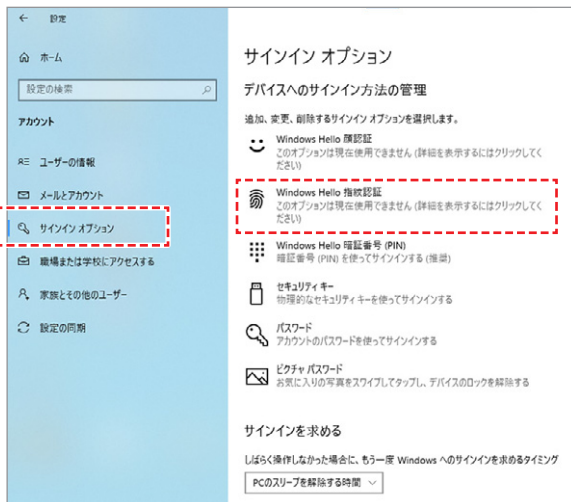 ← 設定
ホーム
設定の検索
アカウント
ユーザーの情報
メールとアカウント
サインイン オプション
職場または学校にアクセスする
家族とその他のユーザー
設定の同期
サインイン オプション
デバイスへのサインイン方法の管理
追加、変更、削除するサインイン オプションを選択します。
Windows Hello 顔認証
このオプションは現在使用できません (詳細を表示するにはクリックしてく
ださい)
Windows Hello 指紋認証
このオプションは現在使用できません (詳細を表示するにはクリックしてく
ださい)
Windows Hello 暗証番号 (PIN)
暗証番号 (PIN) を使ってサインインする (推奨)
セキュリティ キー
物理的なセキュリティ キーを使ってサインインする
パスワード
アカウントのパスワードを使ってサインインする
ピクチャ パスワード
お気に入りの写真をスワイプしてタップし、デバイスのロックを解除する
サインインを求める
しばらく操作しなかった場合に、もう一度 Windows へのサインインを求めるタイミング
PCのスリープを解除する時間